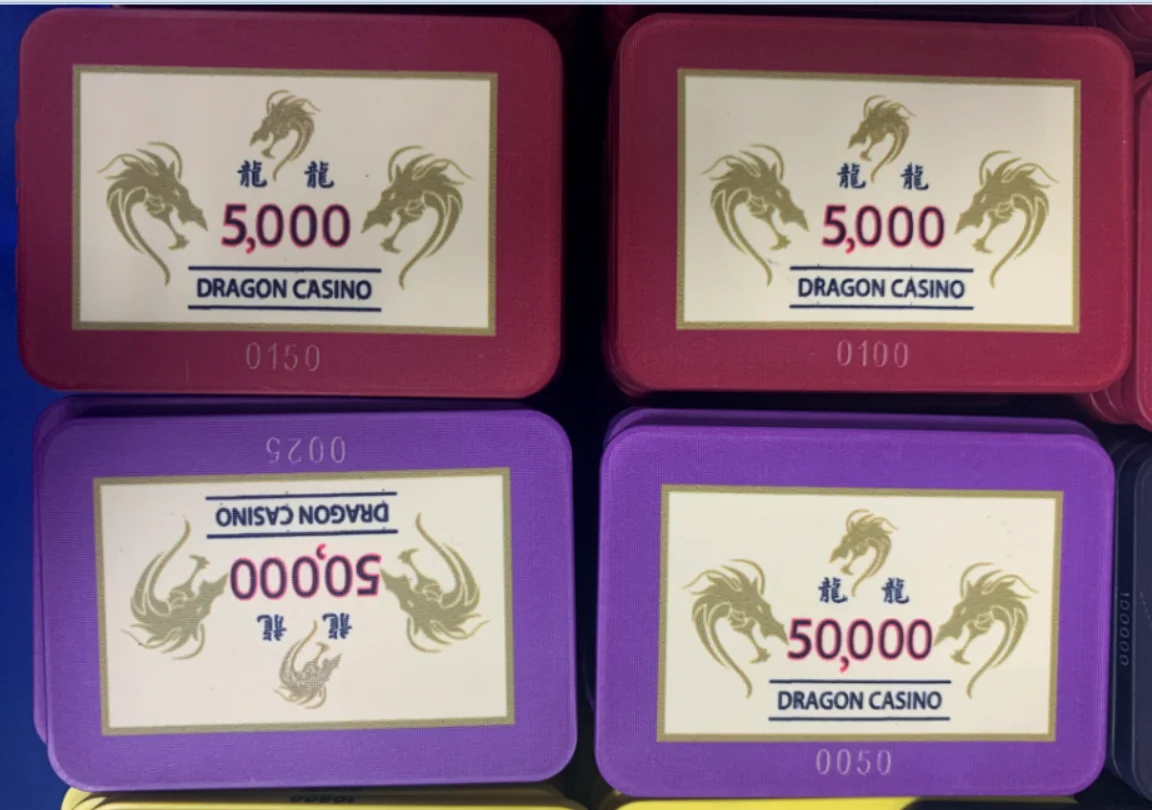 龍 龍
5,000
DRAGON CASINO
0150
龍 龍
5,000
DRAGON CASINO
0100
龍 龍
50,000
DRAGON CASINO
0025
龍 龍
50,000
DRAGON CASINO
0050
100000